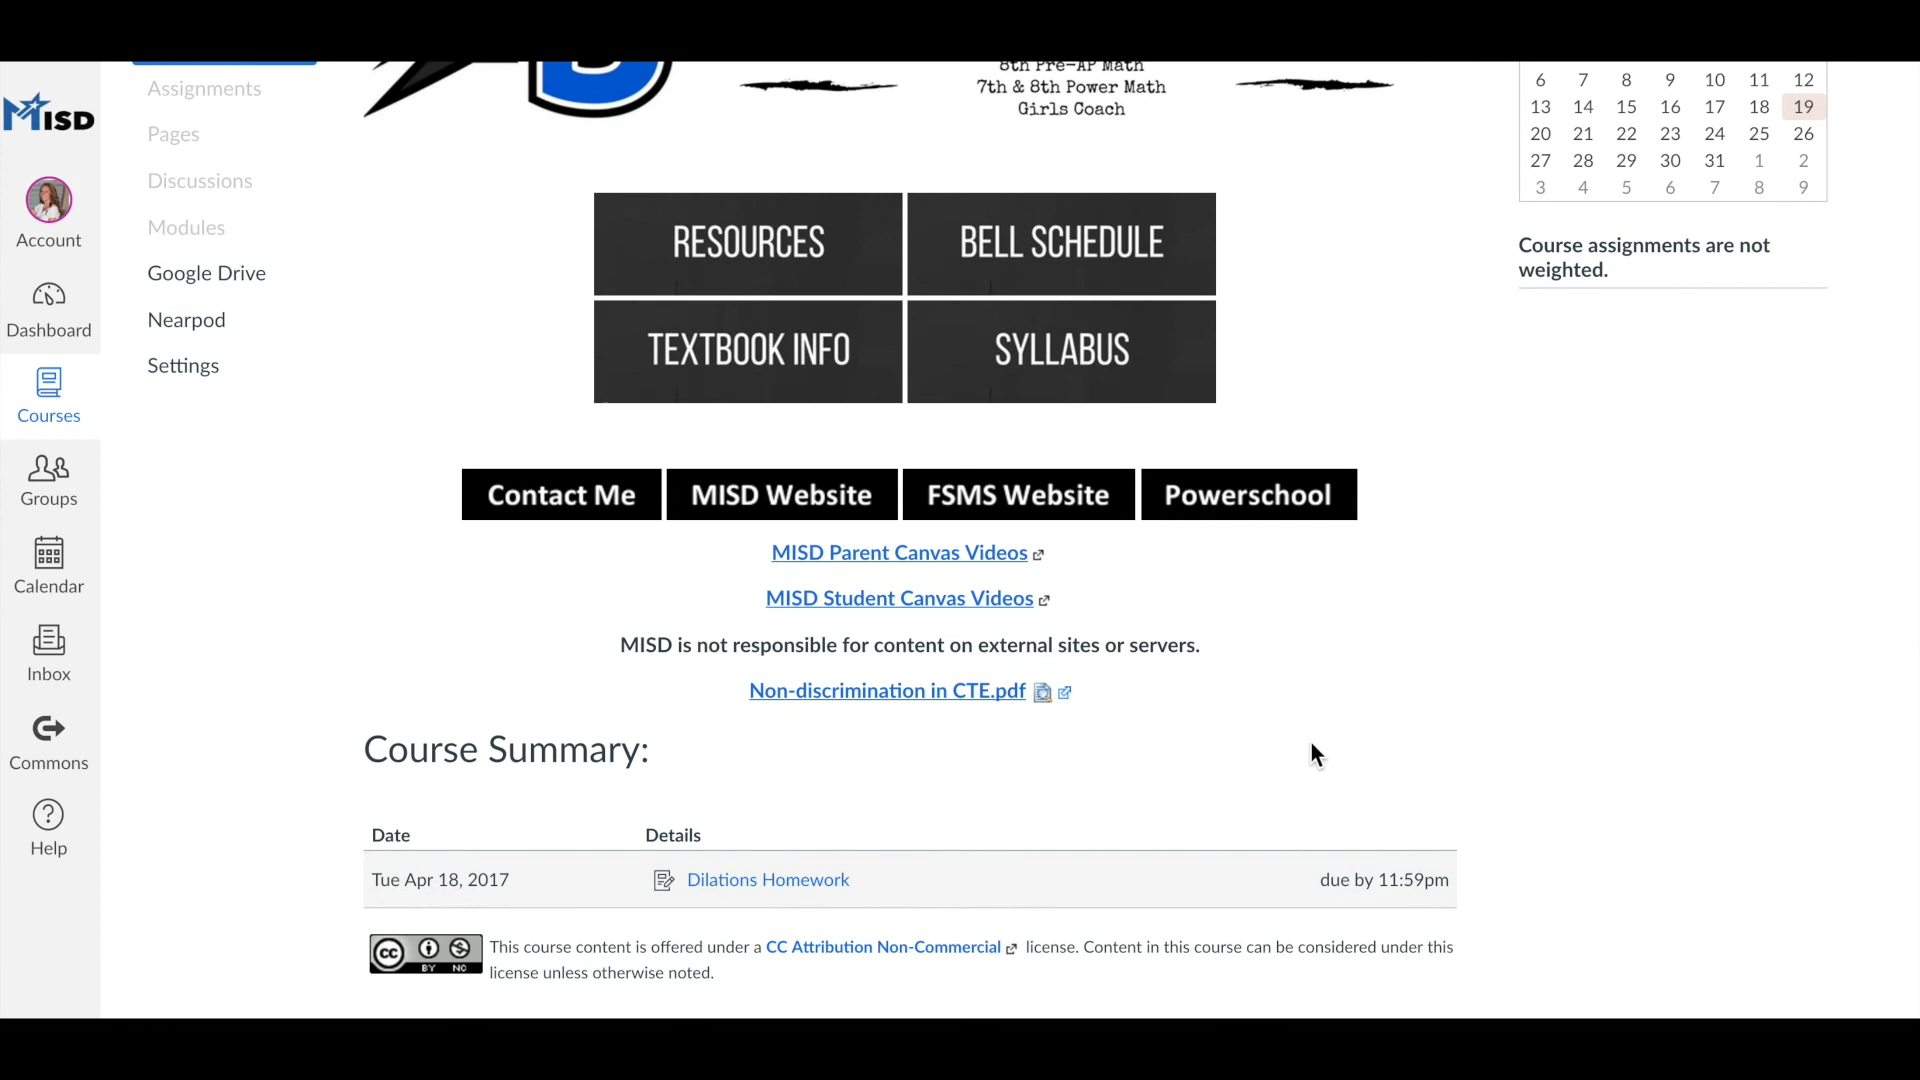 MISD
Account
Dashboard
Courses
Groups
Calendar
Inbox
Commons
Help
Assignments
Pages
Discussions
Modules
Google Drive
Nearpod
Settings
8th Pre-AP Math
7th & 8th Power Math
Girls Coach
RESOURCES
BELL SCHEDULE
TEXTBOOK INFO
SYLLABUS
Contact Me
MISD Website
FSMS Website
Powerschool
MISD Parent Canvas Videos
MISD Student Canvas Videos
MISD is not responsible for content on external sites or servers.
Non-discrimination in CTE.pdf
Course Summary:
Date Details
Tue Apr 18, 2017 Dilations Homework due by 11:59pm
cc BY NC
This course content is offered under a CC Attribution Non-Commercial license. Content in this course can be considered under this
license unless otherwise noted.
6 7 8 9 10 11 12
13 14 15 16 17 18 19
20 21 22 23 24 25 26
27 28 29 30 31 1 2
3 4 5 6 7 8 9
Course assignments are not
weighted.